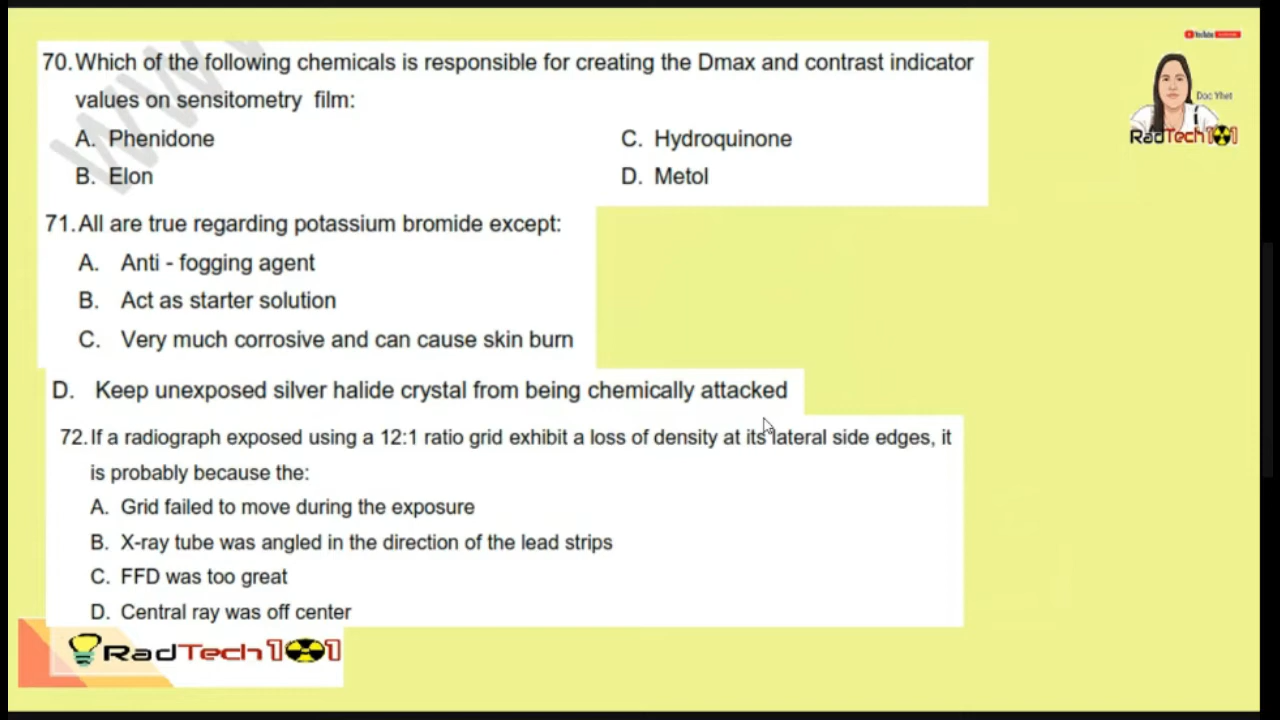 70. Which of the following chemicals is responsible for creating the Dmax and contrast indicator
values on sensitometry film:
A. Phenidone
C. Hydroquinone
B. Elon
D. Metol
71. All are true regarding potassium bromide except:
A. Anti - fogging agent
B. Act as starter solution
C. Very much corrosive and can cause skin burn
D. Keep unexposed silver halide crystal from being chemically attacked
72. If a radiograph exposed using a 12:1 ratio grid exhibit a loss of density at its lateral side edges, it
is probably because the:
A. Grid failed to move during the exposure
B. X-ray tube was angled in the direction of the lead strips
C. FFD was too great
D. Central ray was off center
YouTube
Doc Yhet
RadTech101
RadTech101